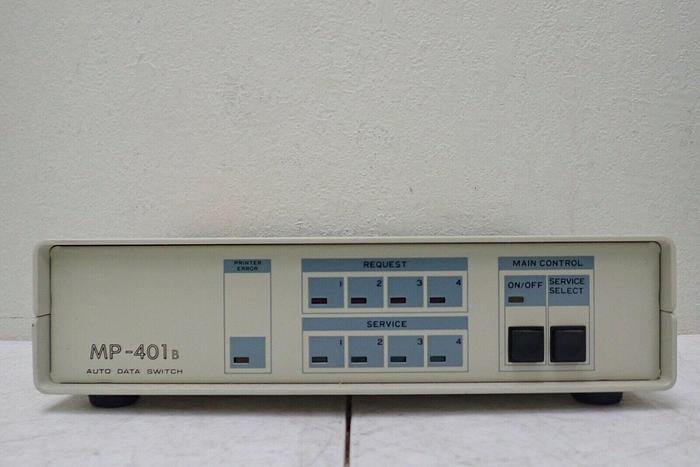 PRINTER
ERROR
REQUEST
1 2 3 4
SERVICE
1 2 3 4
MAIN CONTROL
ON/OFF
SERVICE
SELECT
MP-401B
AUTO DATA SWITCH